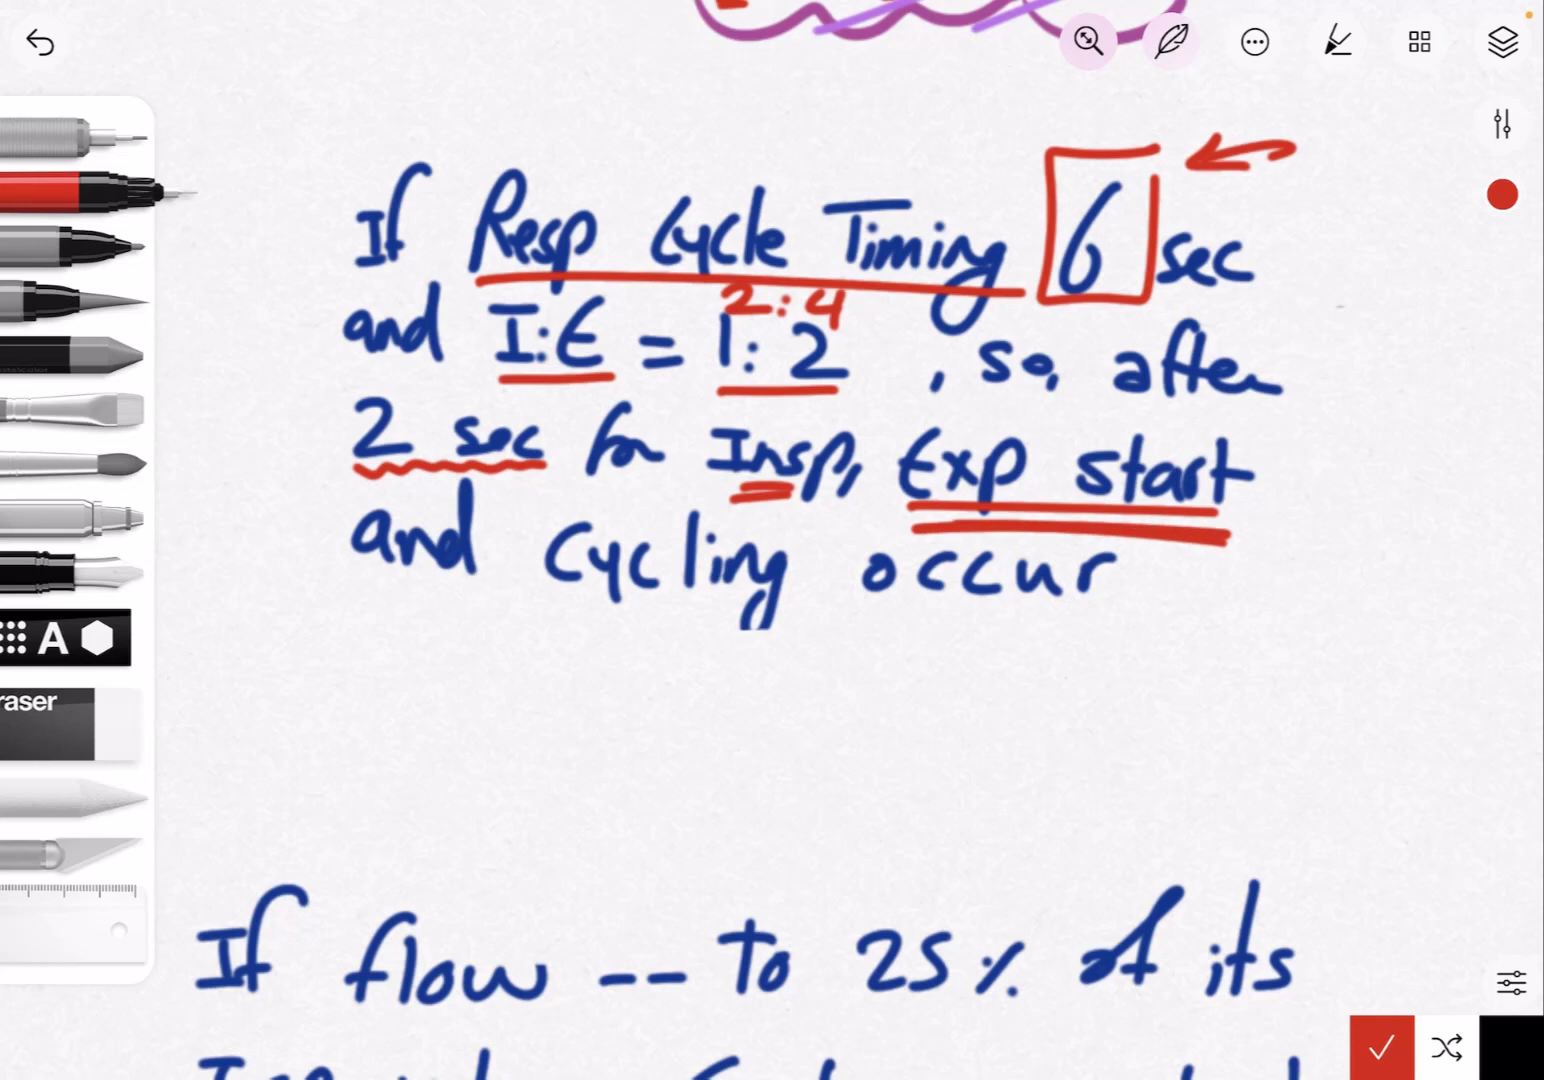 If Resp Cycle Timing 6 sec
2:4
and I:E = 1:2, so, after
2 sec for Insp, Exp start
and Cycling occur
A
raser
If flow -- to 25% of its